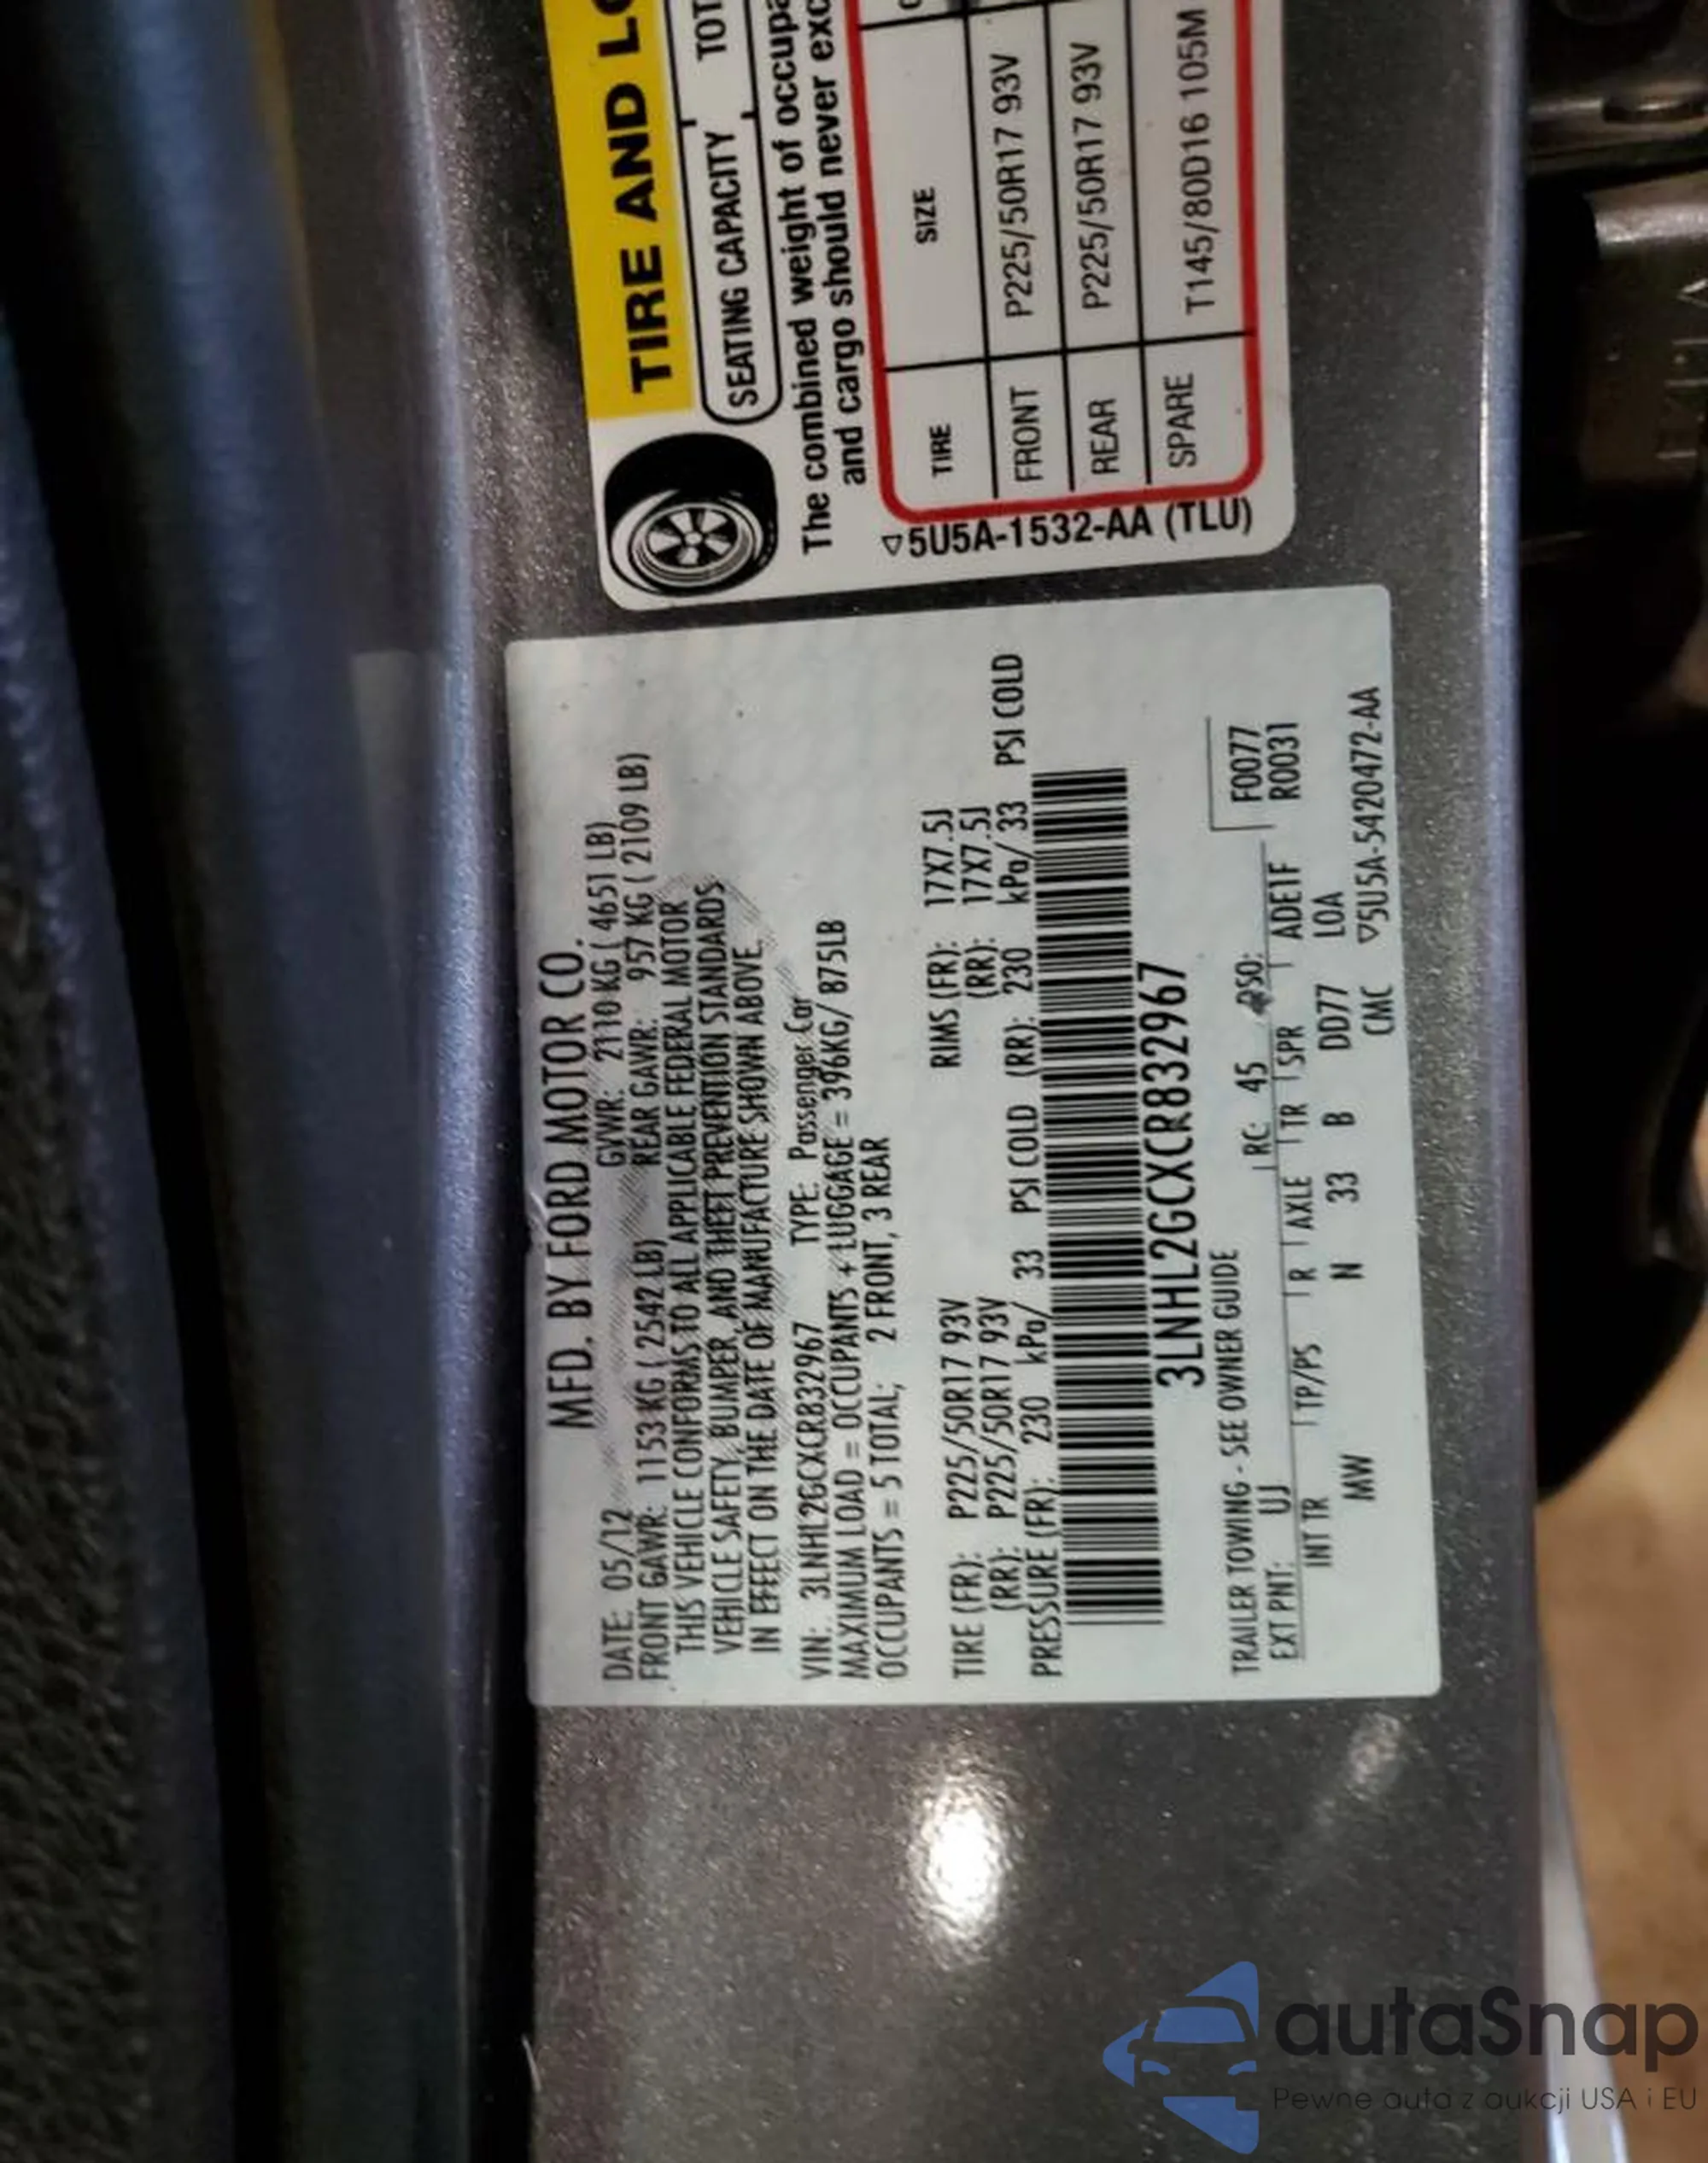 MFD. BY FORD MOTOR CO.
DATE: 05/12 GVWR: 2110 KG ( 4651 LB)
FRONT GAWR: 1153 KG ( 2542 LB) REAR GAWR: 957 KG ( 2109 LB)
THIS VEHICLE CONFORMS TO ALL APPLICABLE FEDERAL MOTOR
VEHICLE SAFETY, BUMPER, AND THEFT PREVENTION STANDARDS
IN EFFECT ON THE DATE OF MANUFACTURE SHOWN ABOVE.
VIN: 3LNHL2GCXCR832967 TYPE: Passenger Car
MAXIMUM LOAD = OCCUPANTS + LUGGAGE = 396KG/ 875LB
OCCUPANTS = 5 TOTAL; 2 FRONT, 3 REAR
TIRE (FR): P225/50R17 93V RIMS (FR): 17X7.5J
(RR): P225/50R17 93V (RR): 17X7.5J
PRESSURE (FR): 230 kPa/ 33 PSI COLD (RR): 230 kPa/ 33 PSI COLD
3LNHL2GCXCR832967
TRAILER TOWING - SEE OWNER GUIDE
EXT PNT: UJ RC: 45 DSO: F0077
INT TR TP/PS R AXLE TR SPR ADE1F R0031
MW N 33 B DD77 LOA
CMC ▽5U5A-5420472-AA
TIRE AND LO
SEATING CAPACITY TOT
The combined weight of occupa
and cargo should never exc
TIRE SIZE
FRONT P225/50R17 93V
REAR P225/50R17 93V
SPARE T145/80D16 105M
▽5U5A-1532-AA (TLU)
autaSnap
Pewne auta z aukcji USA i EU